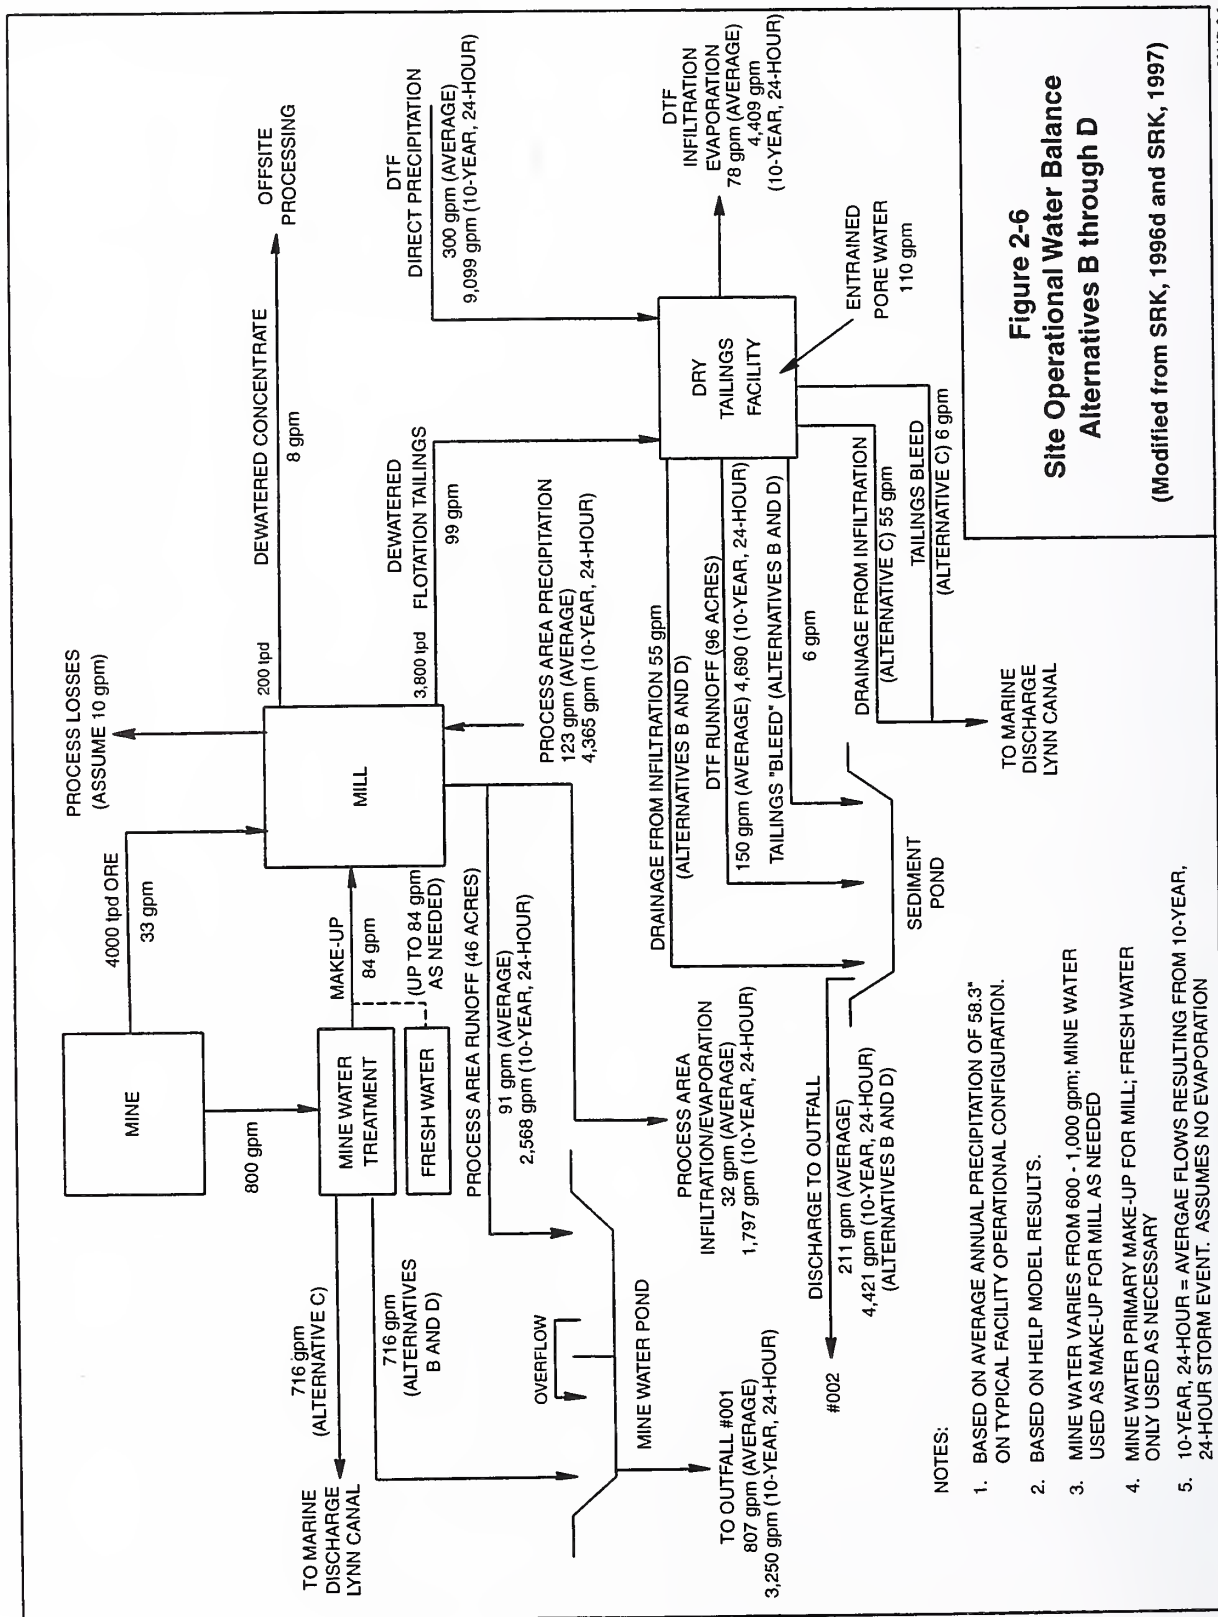 MINE
4000 tpd ORE
33 gpm
PROCESS LOSSES
(ASSUME 10 gpm)
800 gpm
MINE WATER
TREATMENT
MAKE-UP
84 gpm
FRESH WATER
(UP TO 84 gpm
AS NEEDED)
MILL
200 tpd
DEWATERED CONCENTRATE
8 gpm
OFFSITE
PROCESSING
3,800 tpd
DEWATERED
FLOTATION TAILINGS
99 gpm
716 gpm
(ALTERNATIVE C)
TO MARINE
DISCHARGE
LYNN CANAL
716 gpm
(ALTERNATIVES
B AND D)
PROCESS AREA RUNOFF (46 ACRES)
91 gpm (AVERAGE)
2,568 gpm (10-YEAR, 24-HOUR)
PROCESS AREA PRECIPITATION
123 gpm (AVERAGE)
4,365 gpm (10-YEAR, 24-HOUR)
DTF
DIRECT PRECIPITATION
300 gpm (AVERAGE)
9,099 gpm (10-YEAR, 24-HOUR)
OVERFLOW
MINE WATER POND
TO OUTFALL #001
807 gpm (AVERAGE)
3,250 gpm (10-YEAR, 24-HOUR)
PROCESS AREA
INFILTRATION/EVAPORATION
32 gpm (AVERAGE)
1,797 gpm (10-YEAR, 24-HOUR)
DRAINAGE FROM INFILTRATION 55 gpm
(ALTERNATIVES B AND D)
DTF RUNNOFF (96 ACRES)
150 gpm (AVERAGE) 4,690 (10-YEAR, 24-HOUR)
TAILINGS "BLEED" (ALTERNATIVES B AND D)
6 gpm
DRY
TAILINGS
FACILITY
DTF
INFILTRATION
EVAPORATION
78 gpm (AVERAGE)
4,409 gpm
(10-YEAR, 24-HOUR)
ENTRAINED
PORE WATER
110 gpm
DISCHARGE TO OUTFALL
211 gpm (AVERAGE)
4,421 gpm (10-YEAR, 24-HOUR)
(ALTERNATIVES B AND D)
#002
SEDIMENT
POND
DRAINAGE FROM INFILTRATION
(ALTERNATIVE C) 55 gpm
TAILINGS BLEED
(ALTERNATIVE C) 6 gpm
TO MARINE
DISCHARGE
LYNN CANAL
NOTES:
1. BASED ON AVERAGE ANNUAL PRECIPITATION OF 58.3"
ON TYPICAL FACILITY OPERATIONAL CONFIGURATION.
2. BASED ON HELP MODEL RESULTS.
3. MINE WATER VARIES FROM 600 - 1,000 gpm; MINE WATER
USED AS MAKE-UP FOR MILL AS NEEDED
4. MINE WATER PRIMARY MAKE-UP FOR MILL; FRESH WATER
ONLY USED AS NECESSARY
5. 10-YEAR, 24-HOUR = AVERGAE FLOWS RESULTING FROM 10-YEAR,
24-HOUR STORM EVENT. ASSUMES NO EVAPORATION
Figure 2-6
Site Operational Water Balance
Alternatives B through D
(Modified from SRK, 1996d and SRK, 1997)